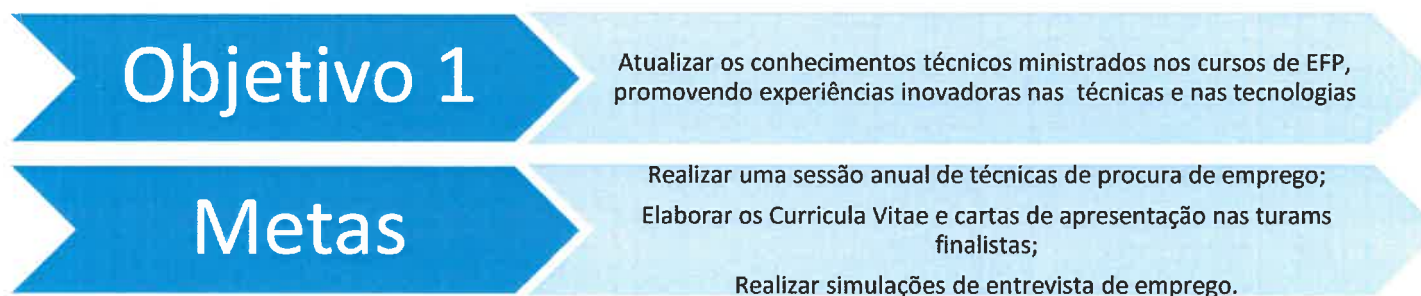 Objetivo 1
Atualizar os conhecimentos técnicos ministrados nos cursos de EFP,
promovendo experiências inovadoras nas técnicas e nas tecnologias
Metas
Realizar uma sessão anual de técnicas de procura de emprego;
Elaborar os Curricula Vitae e cartas de apresentação nas turams
finalistas;
Realizar simulações de entrevista de emprego.